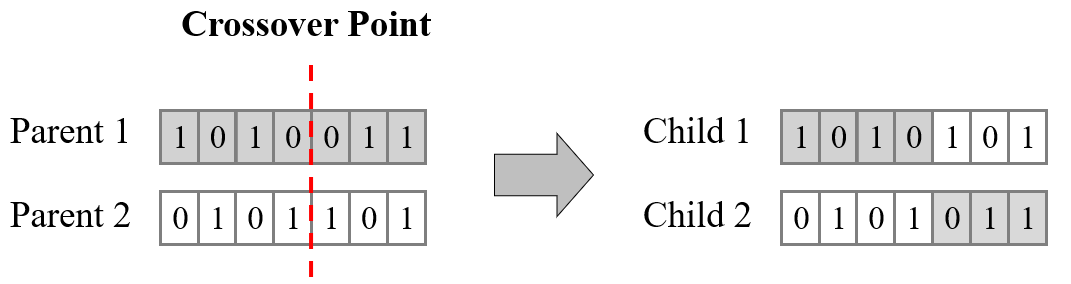 Crossover Point
Parent 1 1 0 1 0 0 1 1 Child 1 1 0 1 0 1 0 1
Parent 2 0 1 0 1 1 0 1 Child 2 0 1 0 1 0 1 1